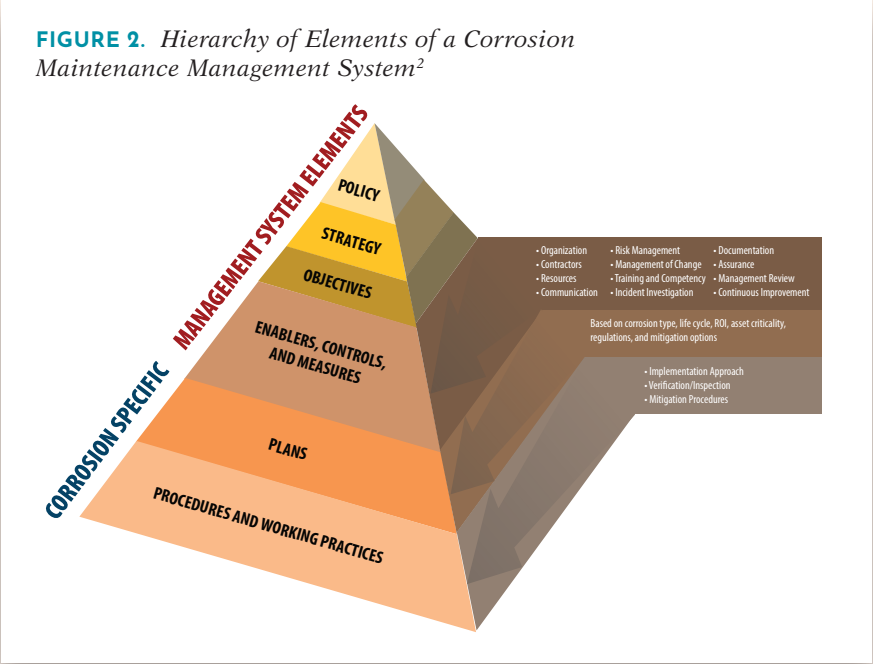 FIGURE 2. Hierarchy of Elements of a Corrosion
Maintenance Management System²
MANAGEMENT SYSTEM ELEMENTS
CORROSION SPECIFIC
POLICY
STRATEGY
OBJECTIVES
ENABLERS, CONTROLS,
AND MEASURES
PLANS
PROCEDURES AND WORKING PRACTICES
• Organization • Risk Management • Documentation
• Contractors • Management of Change • Assurance
• Resources • Training and Competency • Management Review
• Communication • Incident Investigation • Continuous Improvement
Based on corrosion type, life cycle, ROI, asset criticality,
regulations, and mitigation options
• Implementation Approach
• Verification/Inspection
• Mitigation Procedures